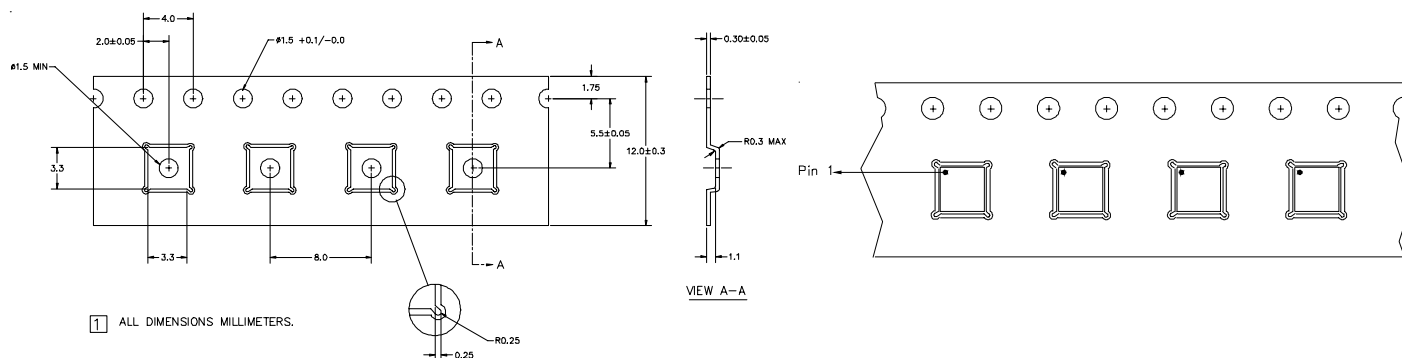 4.0
2.0±0.05
ø1.5 +0.1/-0.0
ø1.5 MIN
A
1.75
5.5±0.05
12.0±0.3
3.3
3.3
8.0
A
R0.25
0.25
1 ALL DIMENSIONS MILLIMETERS.
0.30±0.05
R0.3 MAX
1.1
VIEW A-A
Pin 1